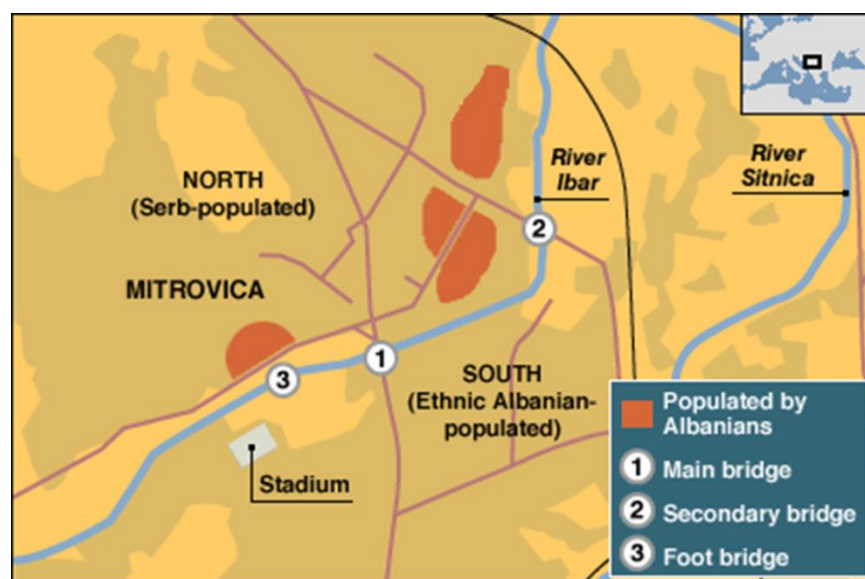 NORTH
(Serb-populated)
MITROVICA
River
Ibar
River
Sitnica
2
1
3
SOUTH
(Ethnic Albanian-
populated)
Stadium
Populated by
Albanians
1 Main bridge
2 Secondary bridge
3 Foot bridge